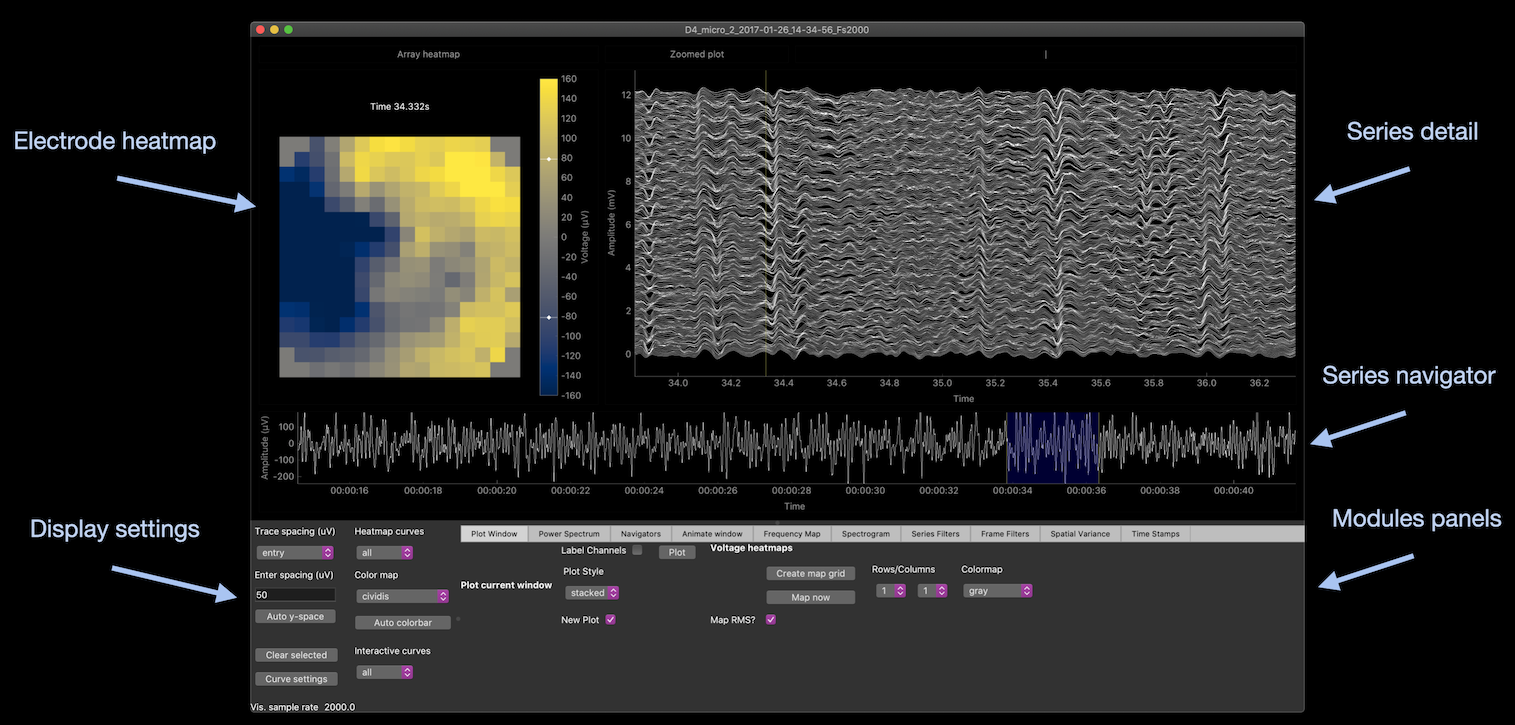 D4_micro_2_2017-01-26_14-34-56_Fs2000
Array heatmap
Zoomed plot
Time 34.332s
160
140
120
100
80
60
40
20
0
-20
-40
-60
-80
-100
-120
-140
-160
Voltage (µV)
Amplitude (mV)
12
10
8
6
4
2
0
34.0 34.2 34.4 34.6 34.8 35.0 35.2 35.4 35.6 35.8 36.0 36.2
Time
Electrode heatmap
Series detail
Series navigator
Amplitude (µV)
100
0
-100
-200
00:00:16 00:00:18 00:00:20 00:00:22 00:00:24 00:00:26 00:00:28 00:00:30 00:00:32 00:00:34 00:00:36 00:00:38 00:00:40
Time
Display settings
Modules panels
Trace spacing (uV)
entry
Enter spacing (uV)
50
Auto y-space
Clear selected
Curve settings
Vis. sample rate 2000.0
Heatmap curves
all
Color map
cividis
Auto colorbar
Interactive curves
all
Plot Window Power Spectrum Navigators Animate window Frequency Map Spectrogram Series Filters Frame Filters Spatial Variance Time Stamps
Plot current window
Label Channels
Plot
Plot Style
stacked
New Plot
Voltage heatmaps
Create map grid
Map now
Map RMS?
Rows/Columns
1 1
Colormap
gray